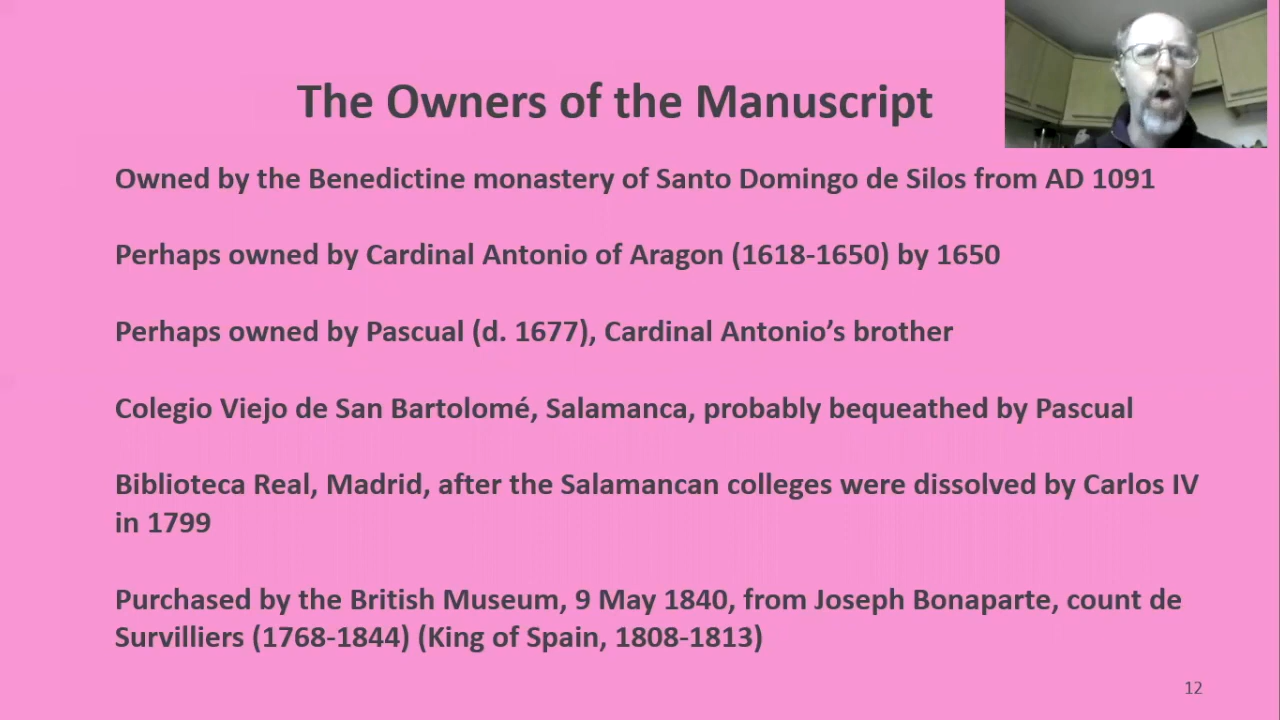 The Owners of the Manuscript
Owned by the Benedictine monastery of Santo Domingo de Silos from AD 1091
Perhaps owned by Cardinal Antonio of Aragon (1618-1650) by 1650
Perhaps owned by Pascual (d. 1677), Cardinal Antonio’s brother
Colegio Viejo de San Bartolomé, Salamanca, probably bequeathed by Pascual
Biblioteca Real, Madrid, after the Salamancan colleges were dissolved by Carlos IV
in 1799
Purchased by the British Museum, 9 May 1840, from Joseph Bonaparte, count de
Survilliers (1768-1844) (King of Spain, 1808-1813)
12